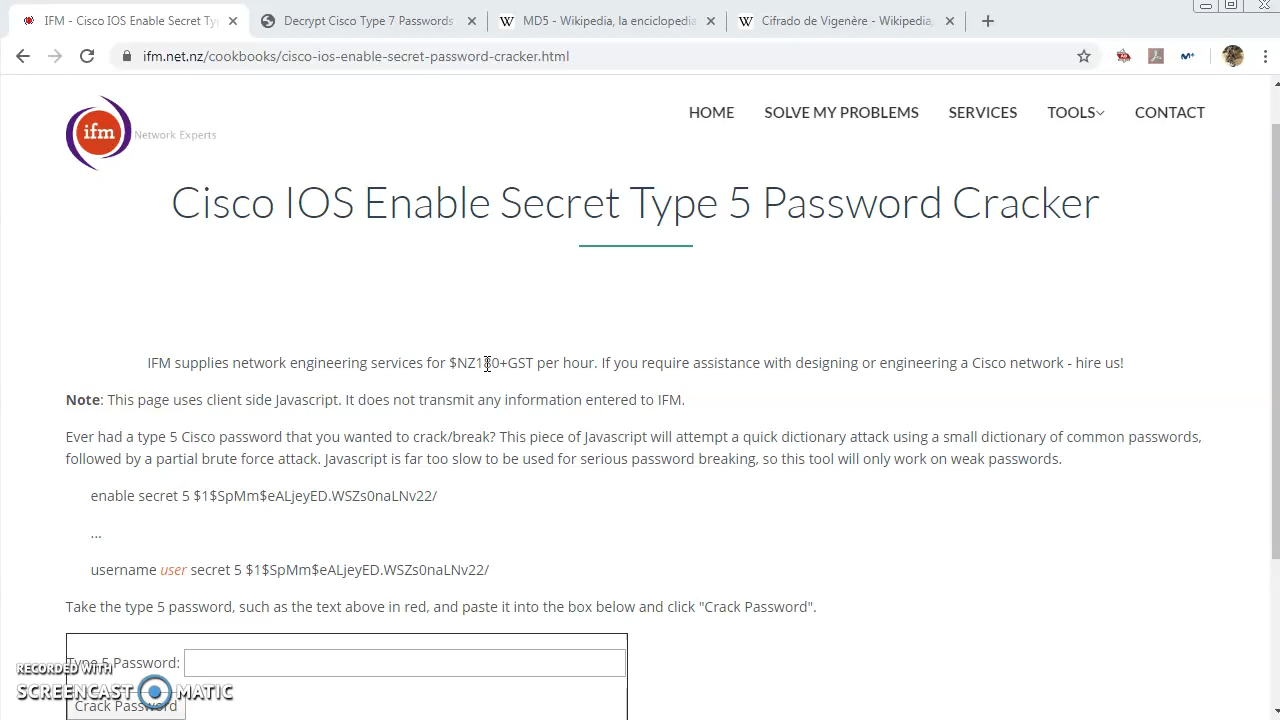 IFM - Cisco IOS Enable Secret Ty
Decrypt Cisco Type 7 Passwords
MD5 - Wikipedia, la enciclopedia
Cifrado de Vigenère - Wikipedia,
ifm.net.nz/cookbooks/cisco-ios-enable-secret-password-cracker.html
ifm Network Experts
HOME SOLVE MY PROBLEMS SERVICES TOOLS CONTACT
Cisco IOS Enable Secret Type 5 Password Cracker
IFM supplies network engineering services for $NZ180+GST per hour. If you require assistance with designing or engineering a Cisco network - hire us!
Note: This page uses client side Javascript. It does not transmit any information entered to IFM.
Ever had a type 5 Cisco password that you wanted to crack/break? This piece of Javascript will attempt a quick dictionary attack using a small dictionary of common passwords,
followed by a partial brute force attack. Javascript is far too slow to be used for serious password breaking, so this tool will only work on weak passwords.
enable secret 5 $1$SpMm$eALjeyED.WSZs0naLNv22/
...
username user secret 5 $1$SpMm$eALjeyED.WSZs0naLNv22/
Take the type 5 password, such as the text above in red, and paste it into the box below and click "Crack Password".
Type 5 Password:
RECORDED WITH
SCREENCAST MATIC
Crack Password